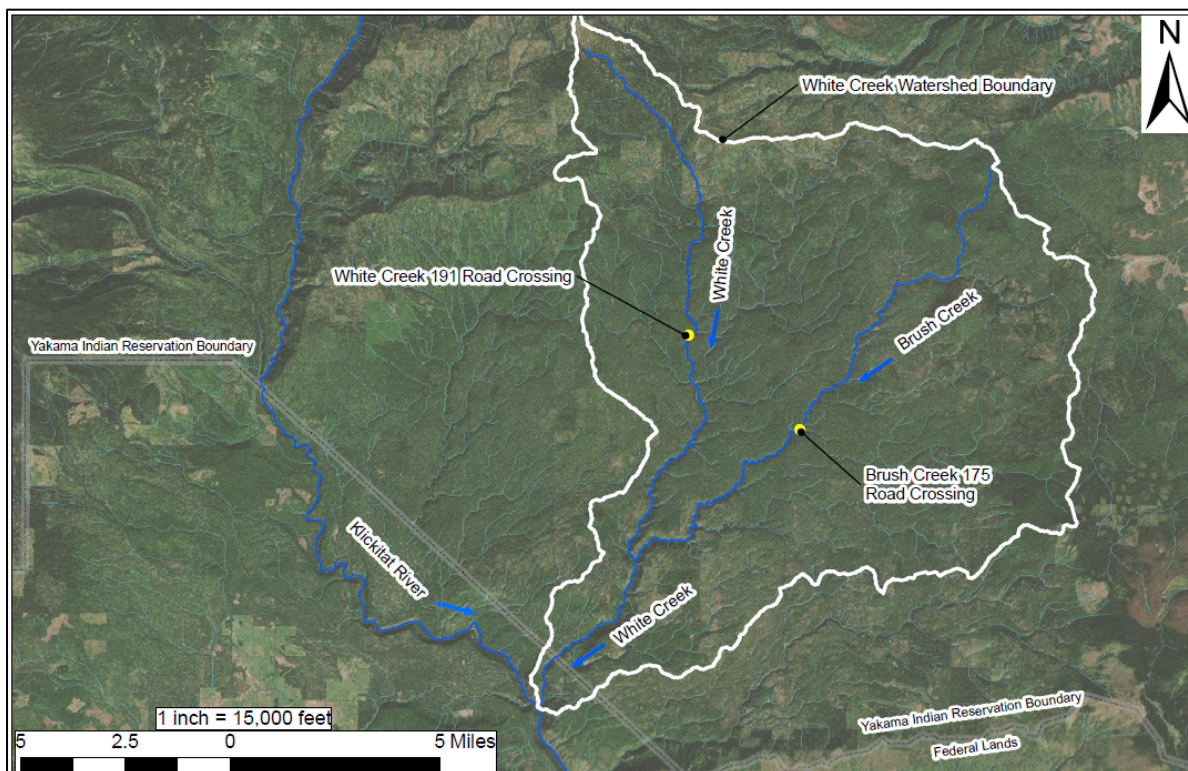 N
White Creek Watershed Boundary
White Creek
White Creek 191 Road Crossing
Brush Creek
Yakama Indian Reservation Boundary
Brush Creek 175
Road Crossing
Klickitat River
White Creek
Yakama Indian Reservation Boundary
Federal Lands
1 inch = 15,000 feet
5 2.5 0 5 Miles